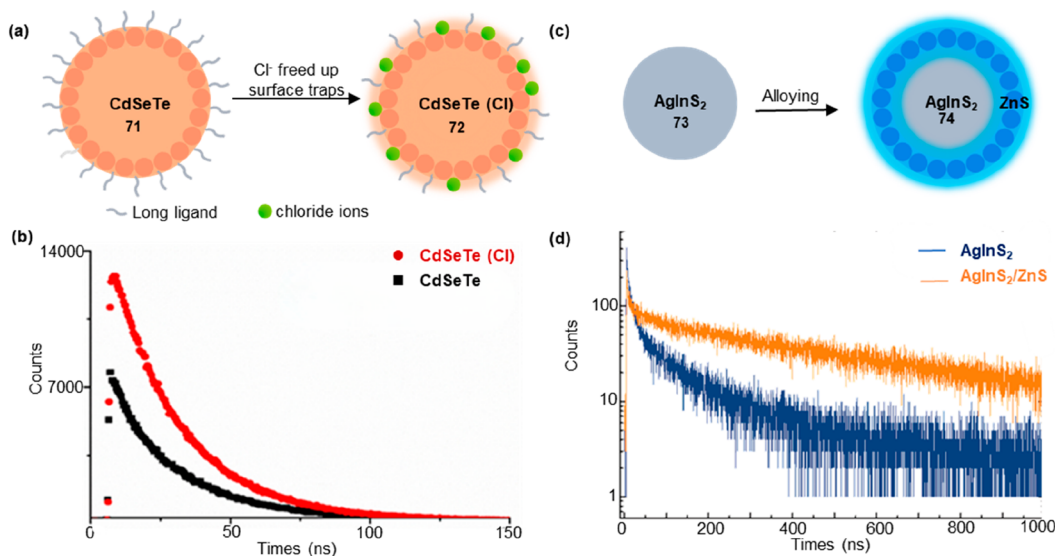 (a)
CdSeTe
71
Cl- freed up
surface traps
CdSeTe (Cl)
72
Long ligand
chloride ions
(c)
AgInS₂
73
Alloying
AgInS₂
74
ZnS
(b)
14000
7000
Counts
CdSeTe (Cl)
CdSeTe
0
50
100
150
Times (ns)
(d)
AgInS₂
AgInS₂/ZnS
100
10
1
Counts
0
200
400
600
800
1000
Times (ns)